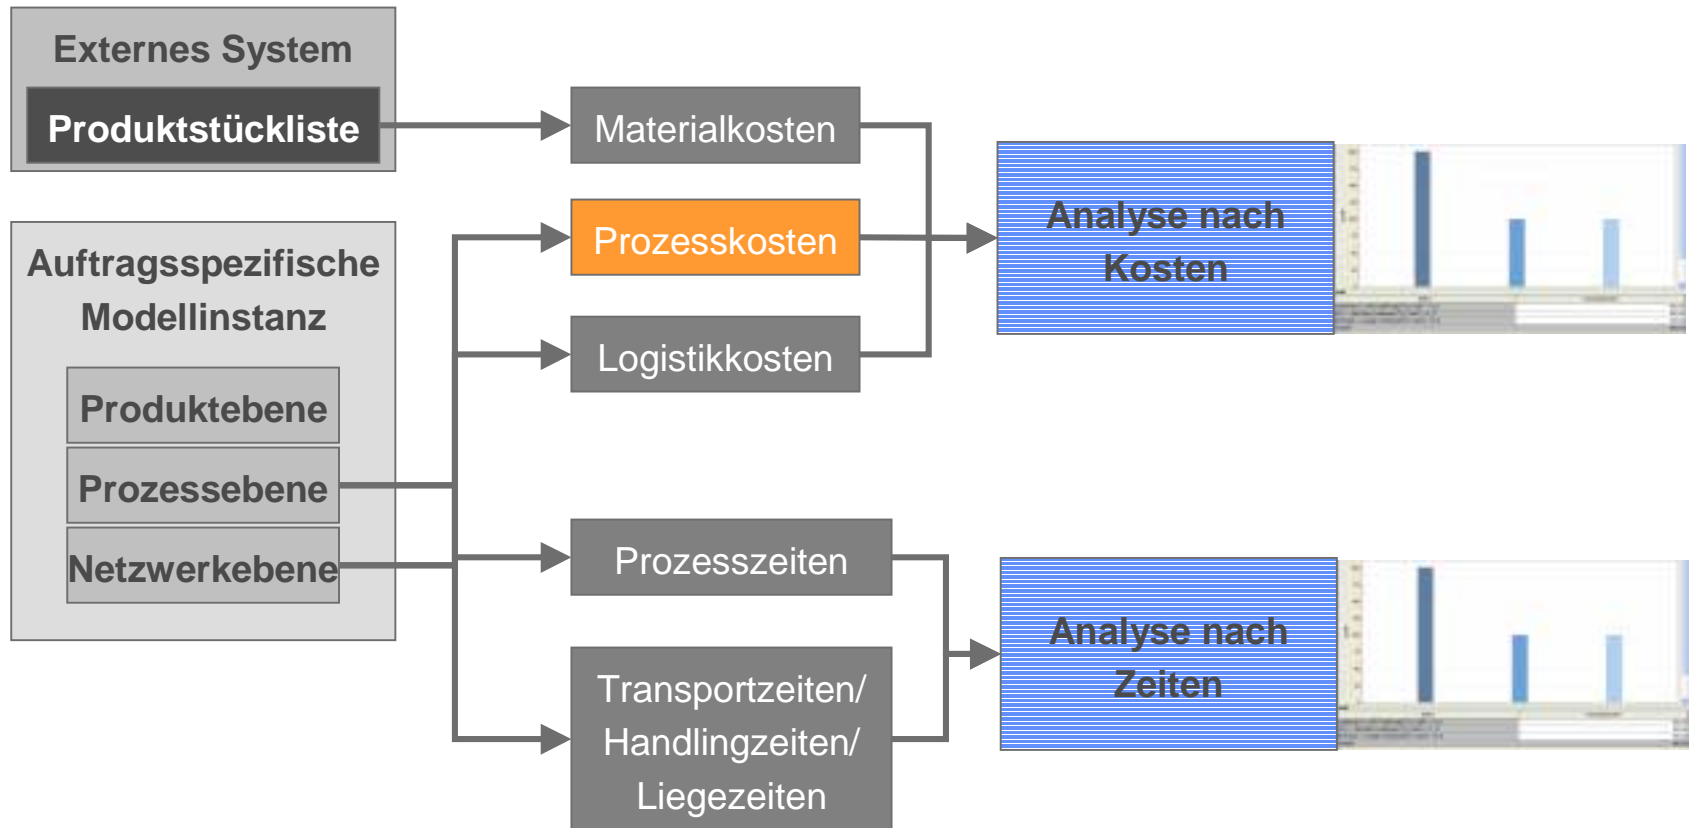 Externes System
Produktstückliste
Auftragsspezifische
Modellinstanz
Produktebene
Prozessebene
Netzwerkebene
Materialkosten
Prozesskosten
Logistikkosten
Prozesszeiten
Transportzeiten/
Handlingzeiten/
Liegezeiten
Analyse nach
Kosten
Analyse nach
Zeiten